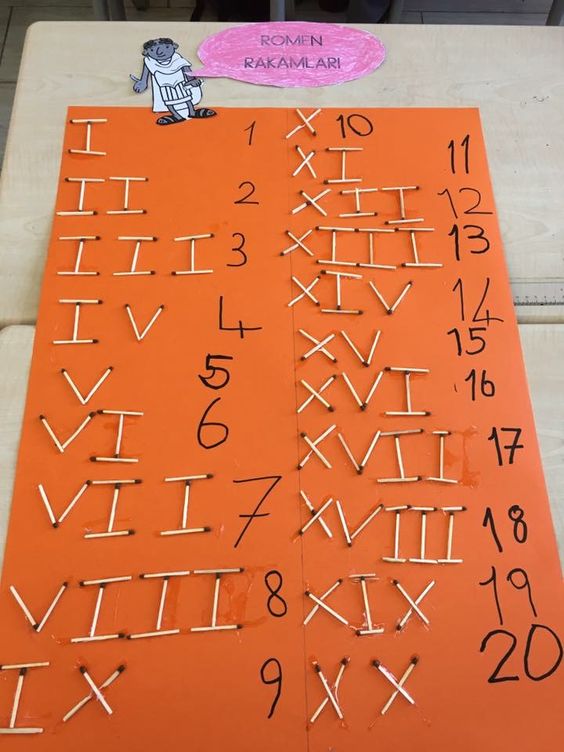 ROMEN
RAKAMLARI
I 1
II 2
III 3
IV 4
V 5
VI 6
VII 7
VIII 8
IX 9
X 10
XI 11
XII 12
XIII 13
XIV 14
XV 15
XVI 16
XVII 17
XVIII 18
XIX 19
XX 20